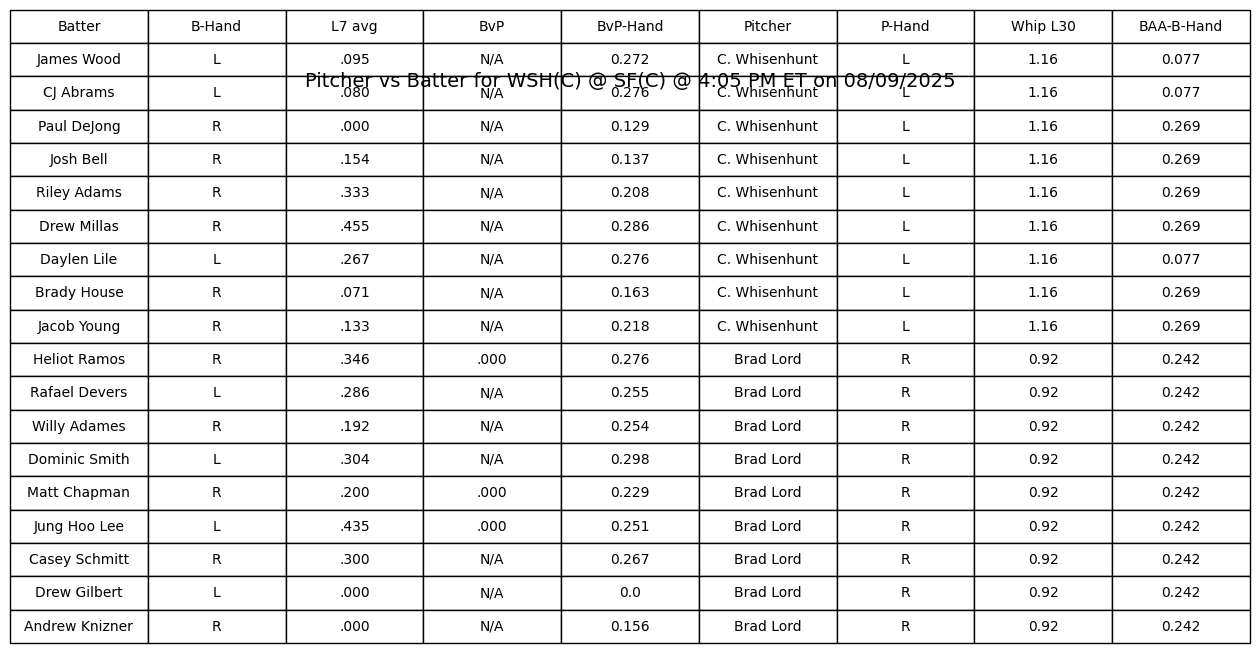 Batter B-Hand L7 avg BvP BvP-Hand Pitcher P-Hand Whip L30 BAA-B-Hand
James Wood L .095 N/A 0.272 C. Whisenhunt L 1.16 0.077
Pitcher vs Batter for WSH(C) @ SF(C) @ 4:05 PM ET on 08/09/2025
CJ Abrams L .080 N/A 0.276 C. Whisenhunt L 1.16 0.077
Paul DeJong R .000 N/A 0.129 C. Whisenhunt L 1.16 0.269
Josh Bell R .154 N/A 0.137 C. Whisenhunt L 1.16 0.269
Riley Adams R .333 N/A 0.208 C. Whisenhunt L 1.16 0.269
Drew Millas R .455 N/A 0.286 C. Whisenhunt L 1.16 0.269
Daylen Lile L .267 N/A 0.276 C. Whisenhunt L 1.16 0.077
Brady House R .071 N/A 0.163 C. Whisenhunt L 1.16 0.269
Jacob Young R .133 N/A 0.218 C. Whisenhunt L 1.16 0.269
Heliot Ramos R .346 .000 0.276 Brad Lord R 0.92 0.242
Rafael Devers L .286 N/A 0.255 Brad Lord R 0.92 0.242
Willy Adames R .192 N/A 0.254 Brad Lord R 0.92 0.242
Dominic Smith L .304 N/A 0.298 Brad Lord R 0.92 0.242
Matt Chapman R .200 .000 0.229 Brad Lord R 0.92 0.242
Jung Hoo Lee L .435 .000 0.251 Brad Lord R 0.92 0.242
Casey Schmitt R .300 N/A 0.267 Brad Lord R 0.92 0.242
Drew Gilbert L .000 N/A 0.0 Brad Lord R 0.92 0.242
Andrew Knizner R .000 N/A 0.156 Brad Lord R 0.92 0.242